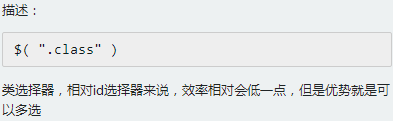 描述：
$( ".class" )
类选择器，相对id选择器来说，效率相对会低一点，但是优势就是可
以多选